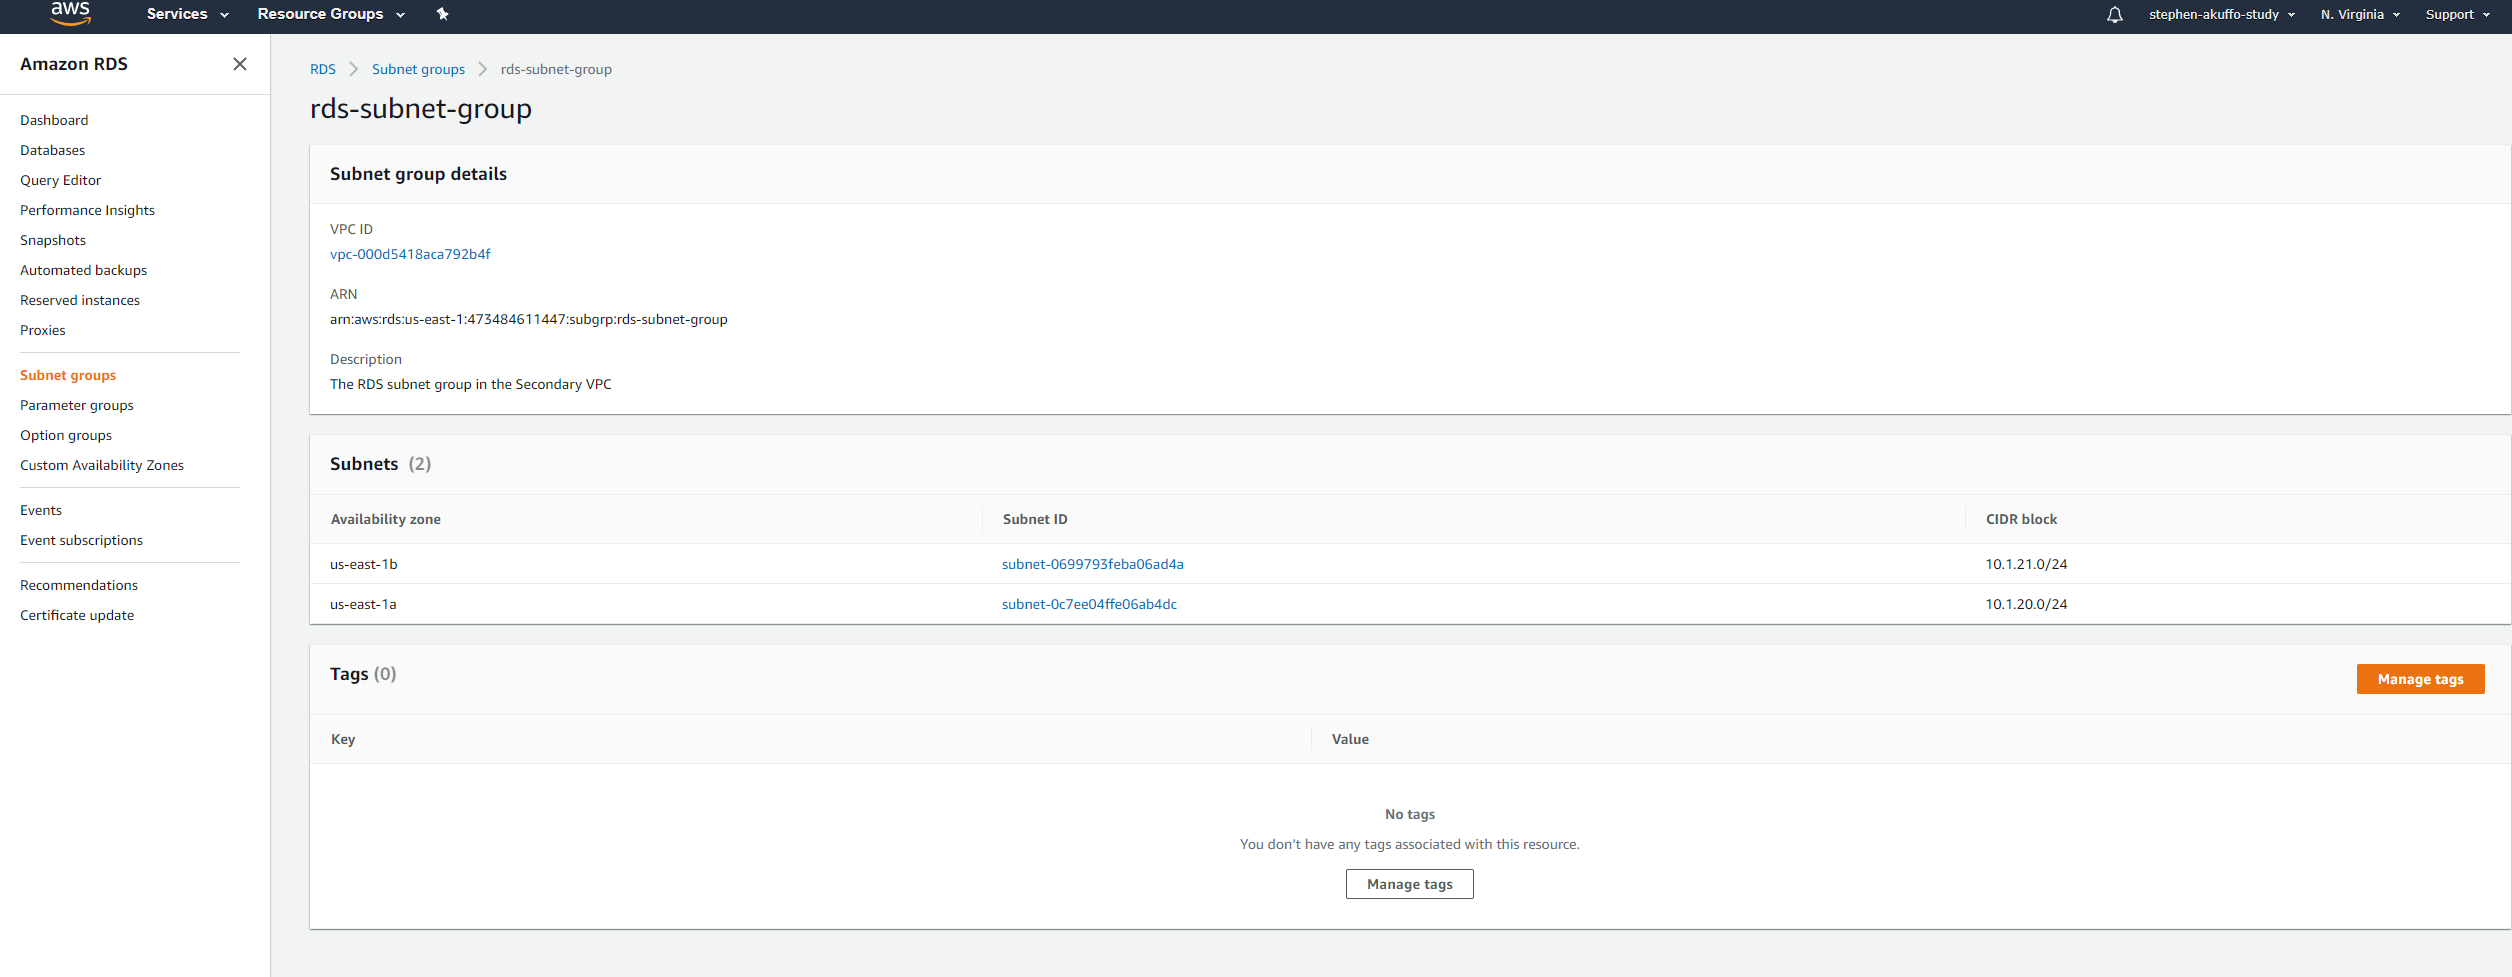 aws Services Resource Groups stephen-akuffo-study N. Virginia Support
Amazon RDS
Dashboard
Databases
Query Editor
Performance Insights
Snapshots
Automated backups
Reserved instances
Proxies
Subnet groups
Parameter groups
Option groups
Custom Availability Zones
Events
Event subscriptions
Recommendations
Certificate update
RDS Subnet groups rds-subnet-group
rds-subnet-group
Subnet group details
VPC ID
vpc-000d5418aca792b4f
ARN
arn:aws:rds:us-east-1:473484611447:subgrp:rds-subnet-group
Description
The RDS subnet group in the Secondary VPC
Subnets (2)
Availability zone Subnet ID CIDR block
us-east-1b subnet-0699793feba06ad4a 10.1.21.0/24
us-east-1a subnet-0c7ee04ffe06ab4dc 10.1.20.0/24
Tags (0)
Manage tags
Key Value
No tags
You don't have any tags associated with this resource.
Manage tags